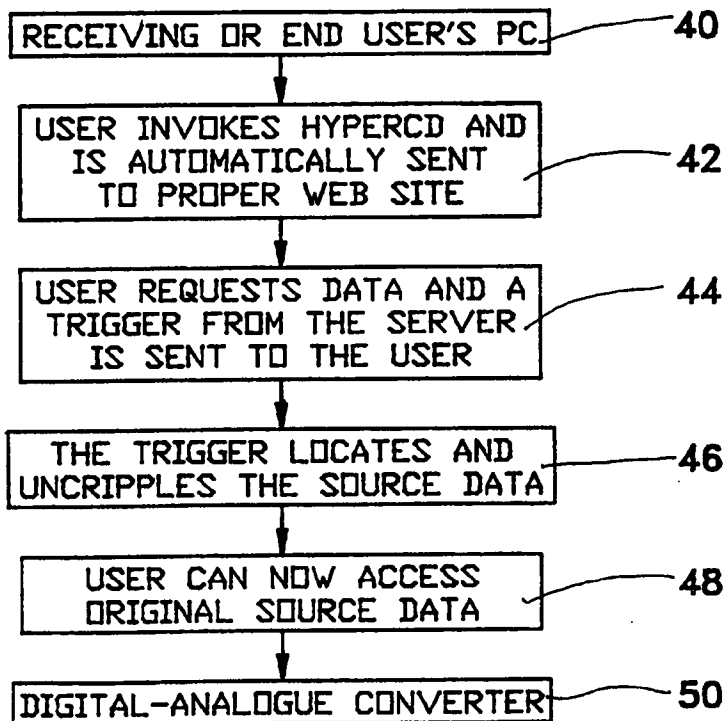 RECEIVING OR END USER'S PC
40
USER INVOKES HYPERCD AND
IS AUTOMATICALLY SENT
TO PROPER WEB SITE
42
USER REQUESTS DATA AND A
TRIGGER FROM THE SERVER
IS SENT TO THE USER
44
THE TRIGGER LOCATES AND
UNCRIPPLES THE SOURCE DATA
46
USER CAN NOW ACCESS
ORIGINAL SOURCE DATA
48
DIGITAL-ANALOGUE CONVERTER
50